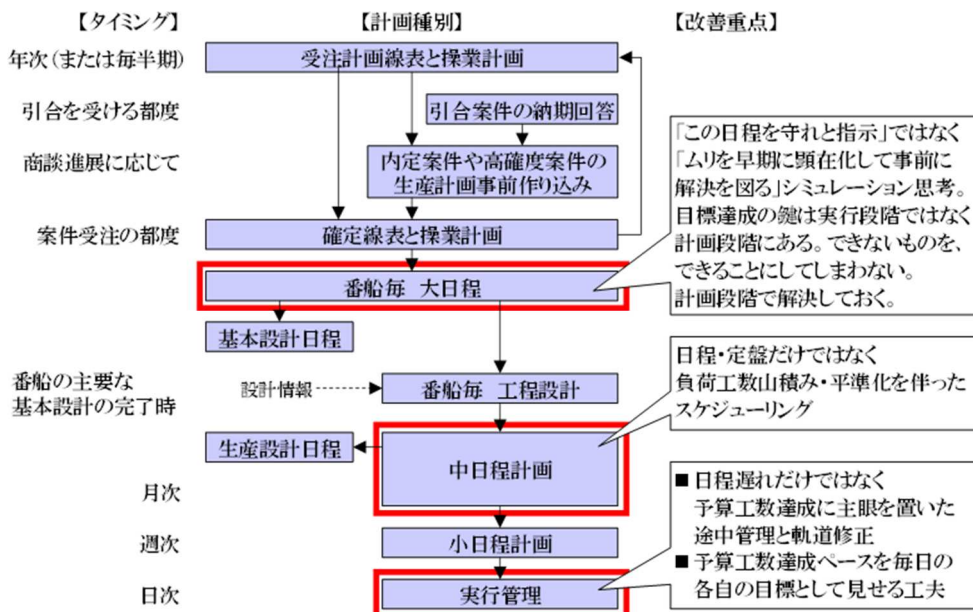 【タイミング】 【計画種別】 【改善重点】
年次(または毎半期)
受注計画線表と操業計画
引合を受ける都度
引合案件の納期回答
商談進展に応じて
内定案件や高確度案件の
生産計画事前作り込み
案件受注の都度
確定線表と操業計画
「この日程を守れと指示」ではなく
「ムリを早期に顕在化して事前に
解決を図る」シミュレーション思考。
目標達成の鍵は実行段階ではなく
計画段階にある。できないものを、
できることにしてしまわない。
計画段階で解決しておく。
番船毎 大日程
基本設計日程
番船の主要な
基本設計の完了時
設計情報
番船毎 工程設計
日程・定盤だけではなく
負荷工数山積み・平準化を伴った
スケジューリング
生産設計日程
中日程計画
月次
週次
小日程計画
日次
実行管理
■ 日程遅れだけではなく
予算工数達成に主眼を置いた
途中管理と軌道修正
■ 予算工数達成ペースを毎日の
各自の目標として見せる工夫